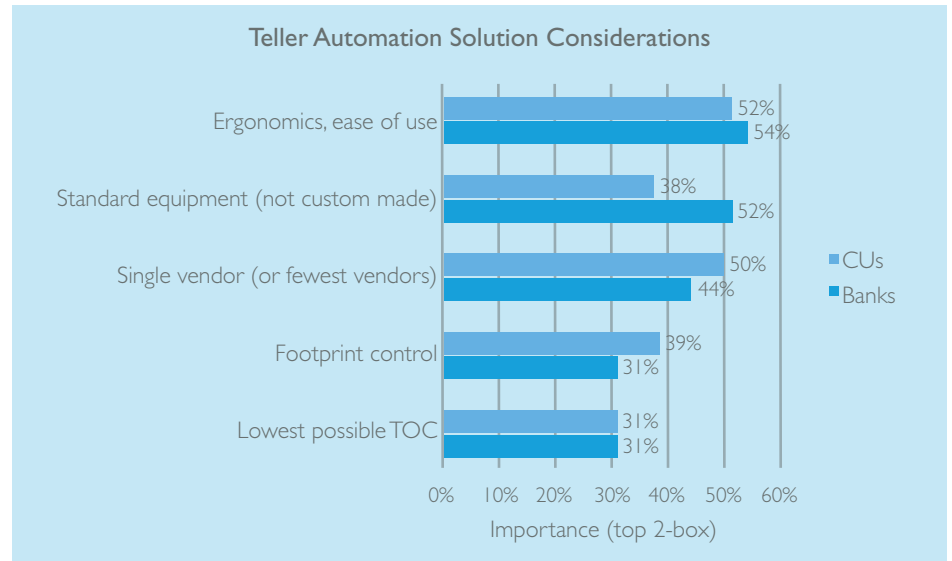 Teller Automation Solution Considerations
Ergonomics, ease of use
52%
54%
Standard equipment (not custom made)
38%
52%
Single vendor (or fewest vendors)
50%
44%
Footprint control
39%
31%
Lowest possible TOC
31%
31%
CUs
Banks
0% 10% 20% 30% 40% 50% 60%
Importance (top 2-box)